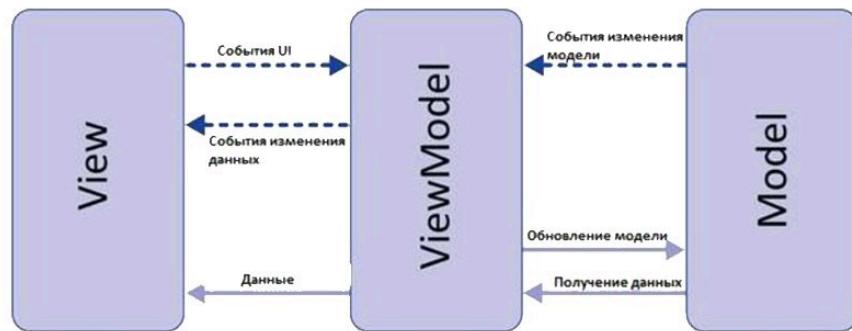 View
События UI
События изменения
данных
Данные
ViewModel
События изменения
модели
Обновление модели
Получение данных
Model